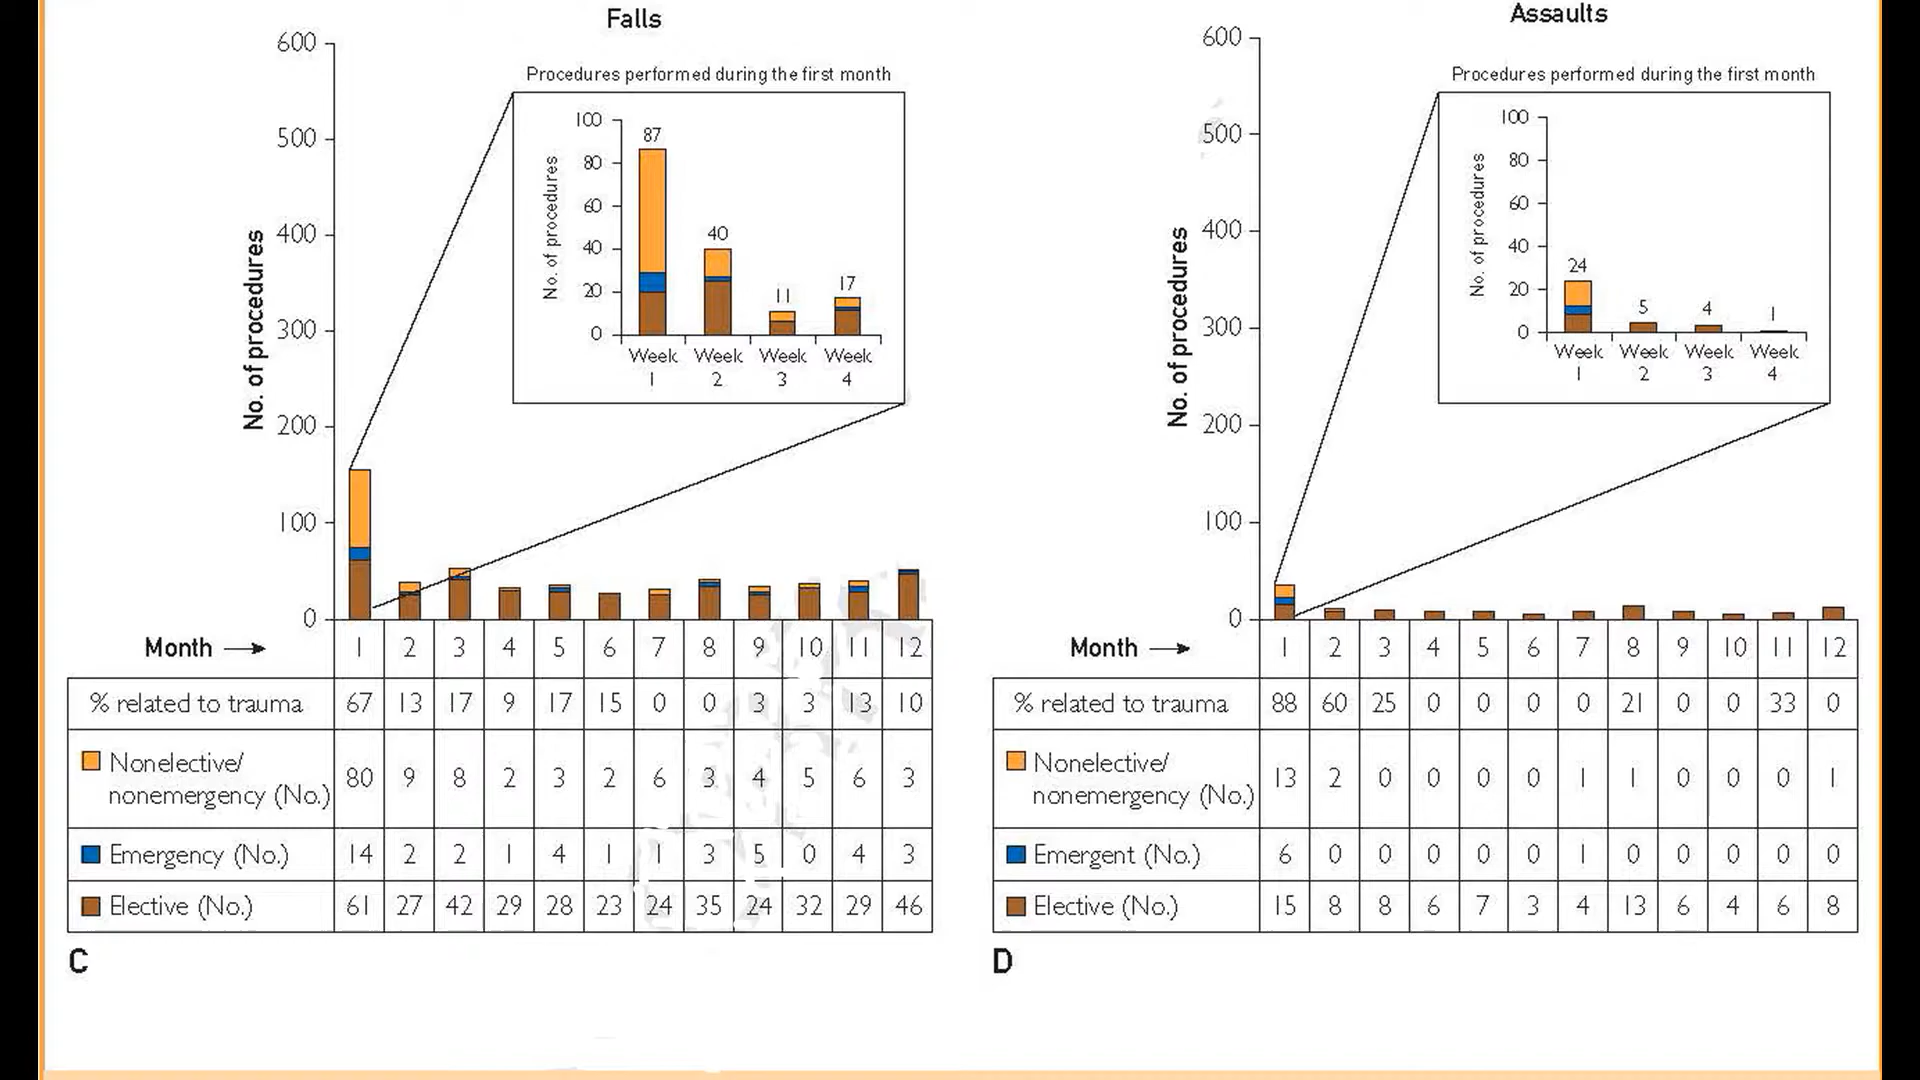 Falls
Procedures performed during the first month
No. of procedures
600
500
400
300
200
100
0
No. of procedures
100
80
60
40
20
0
87
40
11
17
Week 1
Week 2
Week 3
Week 4
Month → 1 2 3 4 5 6 7 8 9 10 11 12
% related to trauma 67 13 17 9 17 15 0 0 3 3 13 10
Nonelective/
nonemergency (No.) 80 9 8 2 3 2 6 3 4 5 6 3
Emergency (No.) 14 2 2 1 4 1 1 3 5 0 4 3
Elective (No.) 61 27 42 29 28 23 24 35 24 32 29 46
C
Assaults
Procedures performed during the first month
No. of procedures
600
500
400
300
200
100
0
No. of procedures
100
80
60
40
20
0
24
5
4
1
Week 1
Week 2
Week 3
Week 4
Month → 1 2 3 4 5 6 7 8 9 10 11 12
% related to trauma 88 60 25 0 0 0 0 21 0 0 33 0
Nonelective/
nonemergency (No.) 13 2 0 0 0 0 1 1 0 0 0 1
Emergent (No.) 6 0 0 0 0 0 1 0 0 0 0 0
Elective (No.) 15 8 8 6 7 3 4 13 6 4 6 8
D